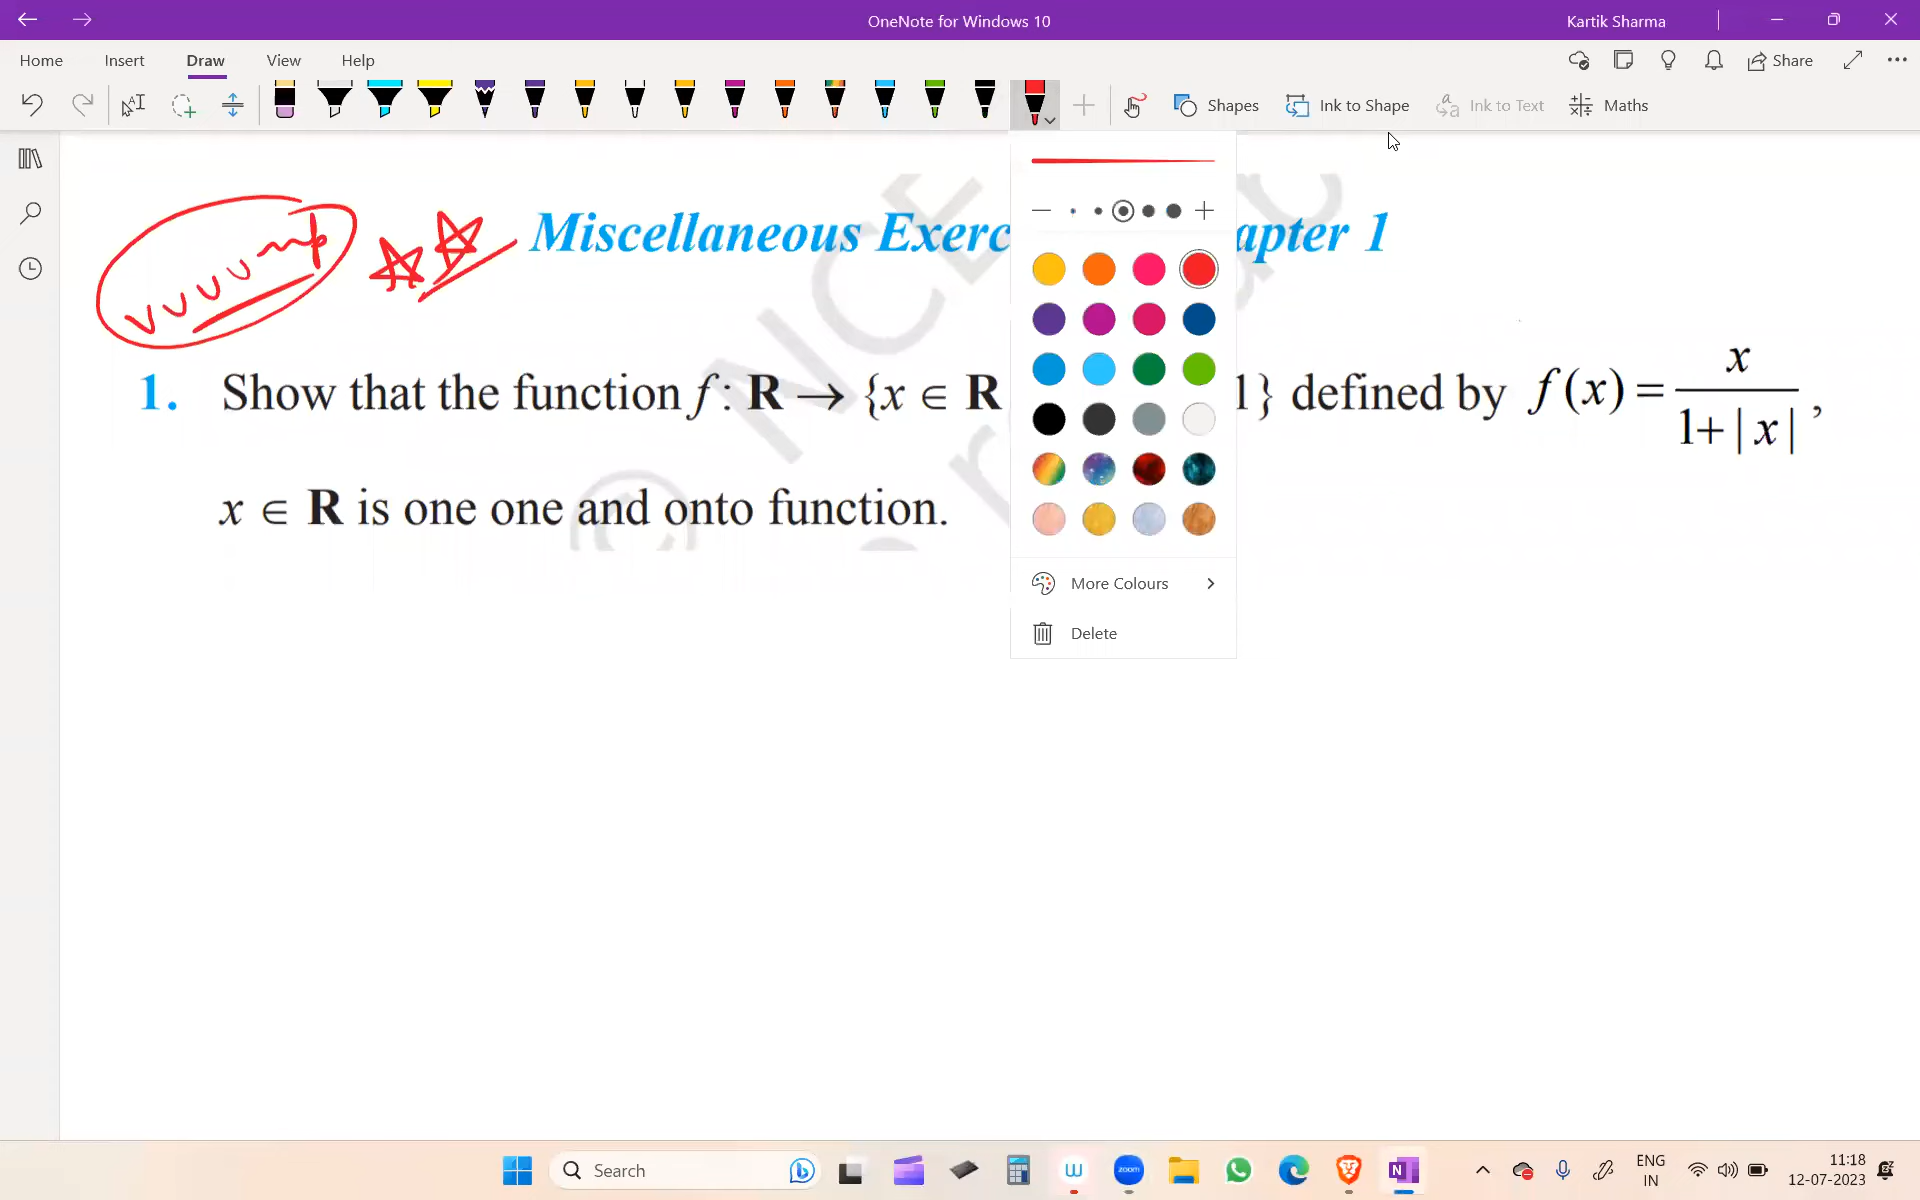 OneNote for Windows 10
Kartik Sharma
Home Insert Draw View Help
Share
Shapes Ink to Shape Ink to Text Maths
Miscellaneous Exerc apter 1
1. Show that the function f : R → {x ∈ R 1} defined by f(x) = x / 1+|x| ,
x ∈ R is one one and onto function.
More Colours
Delete
Search
zoom
ENG
IN
11:18
12-07-2023